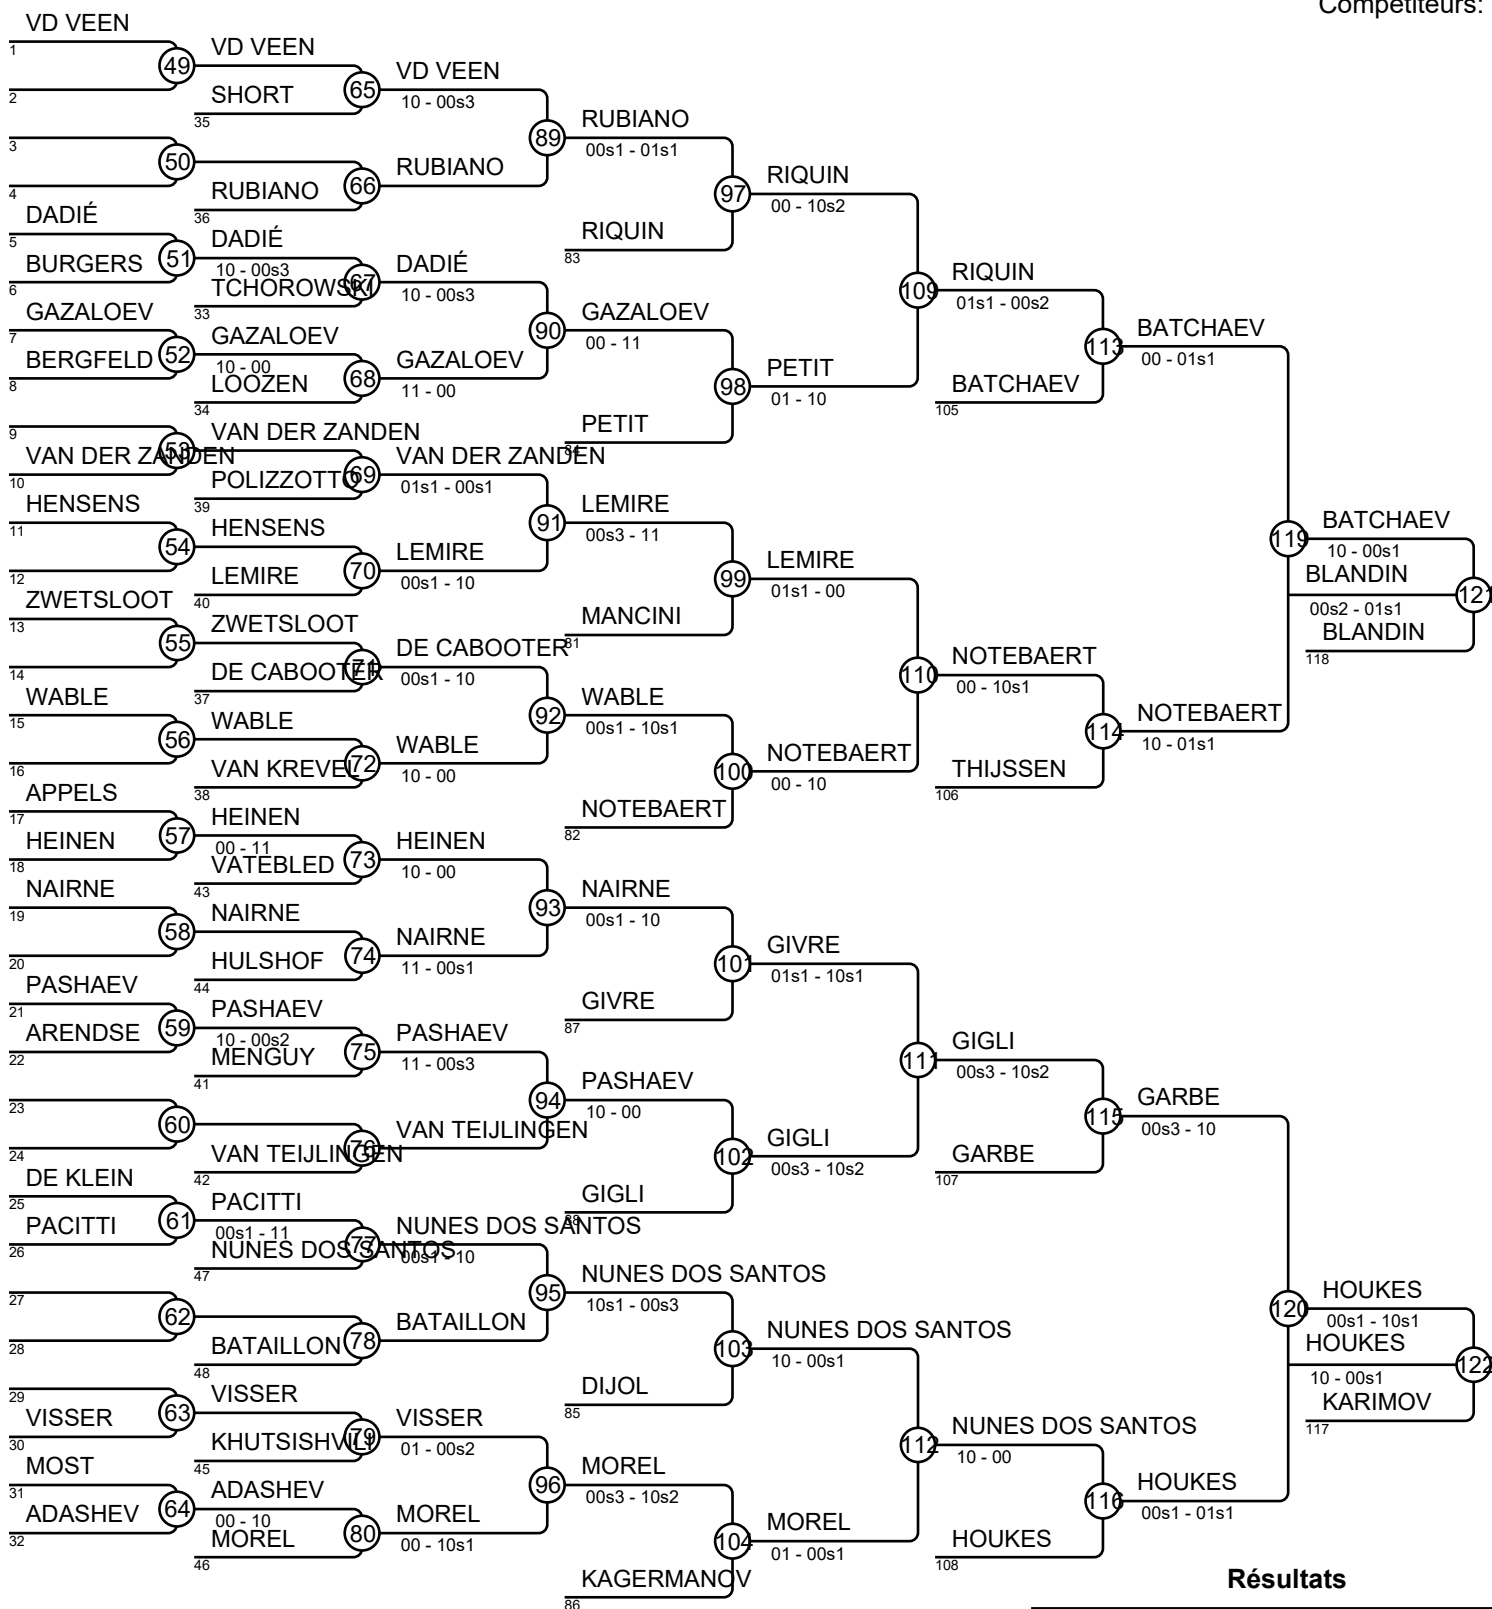 Compétiteurs:
VD VEEN
1
49
2
VD VEEN
SHORT
35
65
VD VEEN
10 - 00s3
3
50
4
RUBIANO
36
66
RUBIANO
89
RUBIANO
00s1 - 01s1
RIQUIN
83
97
RIQUIN
00 - 10s2
DADIÉ
5
BURGERS
6
51
DADIÉ
10 - 00s3
TCHOROWSKI
33
67
DADIÉ
10 - 00s3
GAZALOEV
7
BERGFELD
8
52
GAZALOEV
10 - 00
LOOZEN
34
68
GAZALOEV
11 - 00
90
GAZALOEV
00 - 11
PETIT
84
98
PETIT
01 - 10
109
RIQUIN
01s1 - 00s2
BATCHAEV
105
113
BATCHAEV
00 - 01s1
9
VAN DER ZANDEN
10
53
VAN DER ZANDEN
POLIZZOTTO
39
69
VAN DER ZANDEN
01s1 - 00s1
HENSENS
11
12
54
HENSENS
LEMIRE
40
70
LEMIRE
00s1 - 10
91
LEMIRE
00s3 - 11
MANCINI
81
99
LEMIRE
01s1 - 00
ZWETSLOOT
13
14
55
ZWETSLOOT
DE CABOOTER
37
71
DE CABOOTER
00s1 - 10
WABLE
15
16
56
WABLE
VAN KREVEL
38
72
WABLE
10 - 00
92
WABLE
00s1 - 10s1
NOTEBAERT
82
100
NOTEBAERT
00 - 10
110
NOTEBAERT
00 - 10s1
THIJSSEN
106
114
NOTEBAERT
10 - 01s1
119
BATCHAEV
10 - 00s1
BLANDIN
00s2 - 01s1
BLANDIN
118
121
APPELS
17
HEINEN
18
57
HEINEN
00 - 11
VATEBLED
43
73
HEINEN
10 - 00
NAIRNE
19
20
58
NAIRNE
HULSHOF
44
74
NAIRNE
11 - 00s1
93
NAIRNE
00s1 - 10
GIVRE
87
101
GIVRE
01s1 - 10s1
PASHAEV
21
ARENDSE
22
59
PASHAEV
10 - 00s2
MENGUY
41
75
PASHAEV
11 - 00s3
23
24
60
VAN TEIJLINGEN
42
76
VAN TEIJLINGEN
94
PASHAEV
10 - 00
GIGLI
88
102
GIGLI
00s3 - 10s2
111
GIGLI
00s3 - 10s2
GARBE
107
115
GARBE
00s3 - 10
DE KLEIN
25
PACITTI
26
61
PACITTI
00s1 - 11
NUNES DOS SANTOS
47
77
NUNES DOS SANTOS
00s1 - 10
27
28
62
BATAILLON
48
78
BATAILLON
95
NUNES DOS SANTOS
10s1 - 00s3
DIJOL
85
103
NUNES DOS SANTOS
10 - 00s1
29
VISSER
30
63
VISSER
KHUTSISHVILI
45
79
VISSER
01 - 00s2
MOST
31
ADASHEV
32
64
ADASHEV
00 - 10
MOREL
46
80
MOREL
00 - 10s1
96
MOREL
00s3 - 10s2
KAGERMANOV
86
104
MOREL
01 - 00s1
112
NUNES DOS SANTOS
10 - 00
HOUKES
108
116
HOUKES
00s1 - 01s1
120
HOUKES
00s1 - 10s1
HOUKES
10 - 00s1
KARIMOV
117
122
Résultats